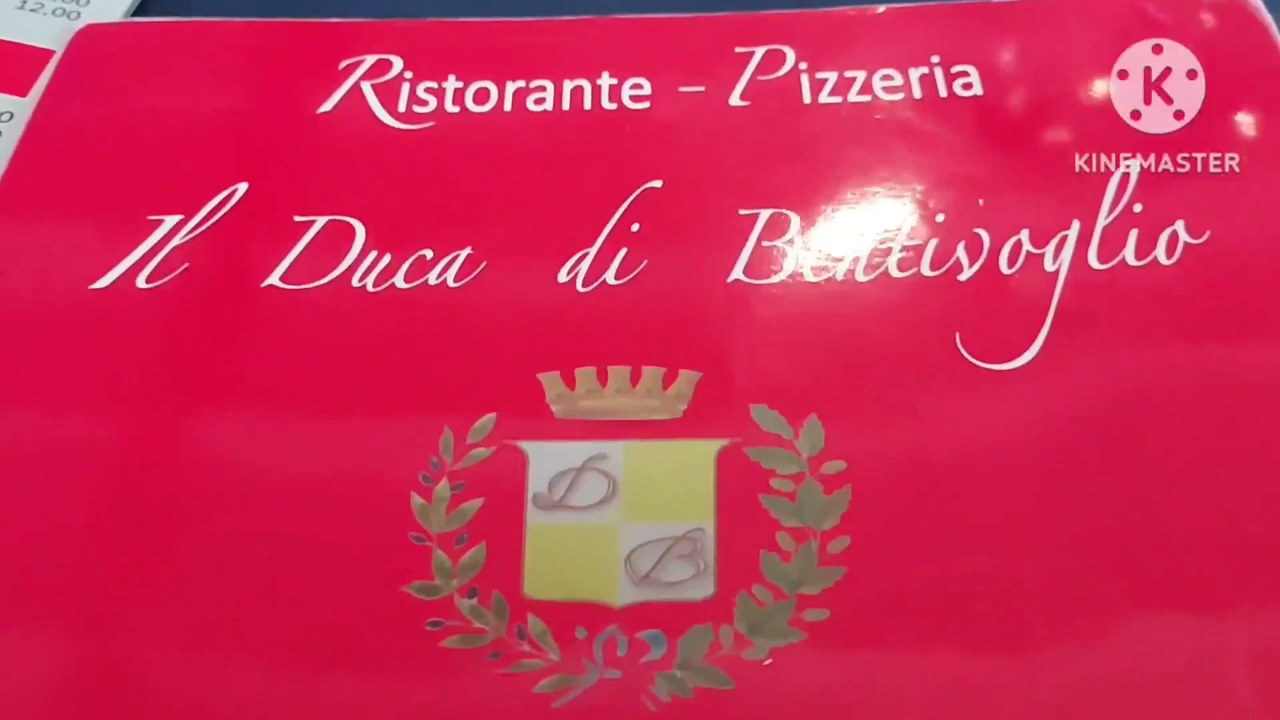 12.00
Ristorante - Pizzeria
KINEMASTER
Il Duca di Bentivoglio
D
B